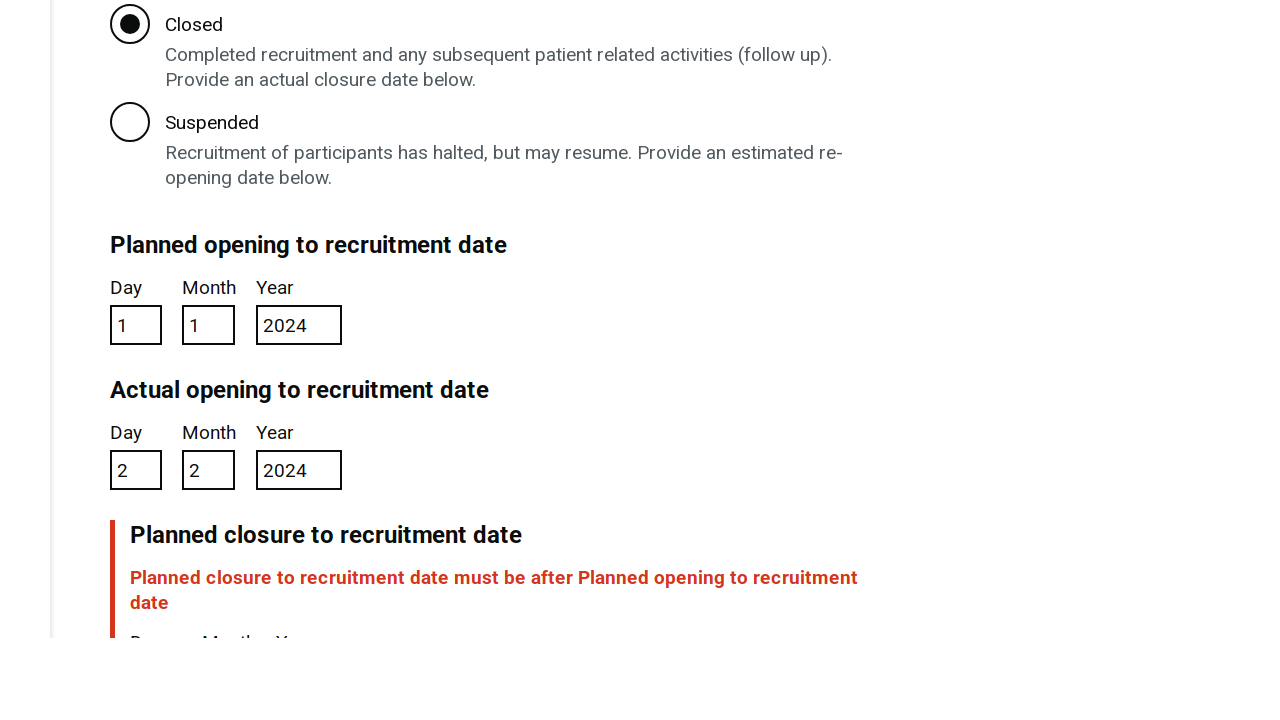 Closed
Completed recruitment and any subsequent patient related activities (follow up).
Provide an actual closure date below.
Suspended
Recruitment of participants has halted, but may resume. Provide an estimated re-
opening date below.
Planned opening to recruitment date
Day Month Year
1 1 2024
Actual opening to recruitment date
Day Month Year
2 2 2024
Planned closure to recruitment date
Planned closure to recruitment date must be after Planned opening to recruitment
date